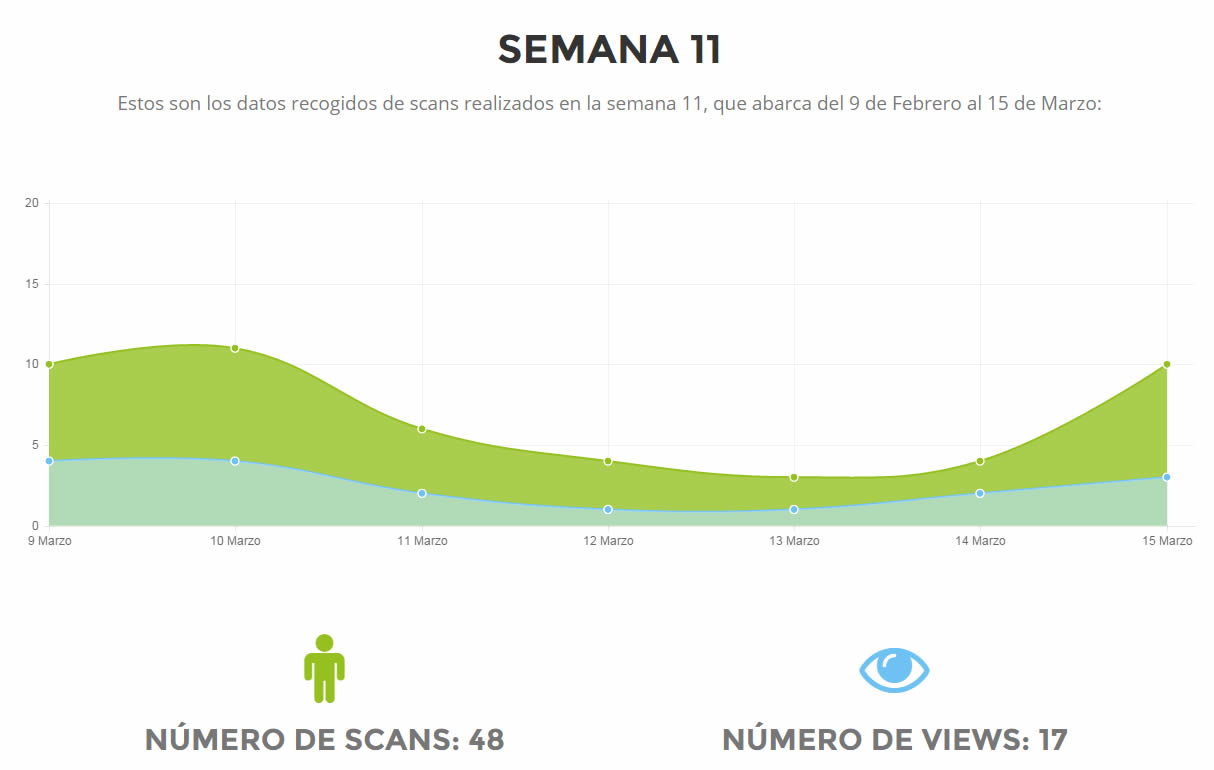 SEMANA 11
Estos son los datos recogidos de scans realizados en la semana 11, que abarca del 9 de Febrero al 15 de Marzo:
20
15
10
5
0
9 Marzo 10 Marzo 11 Marzo 12 Marzo 13 Marzo 14 Marzo 15 Marzo
NÚMERO DE SCANS: 48 NÚMERO DE VIEWS: 17